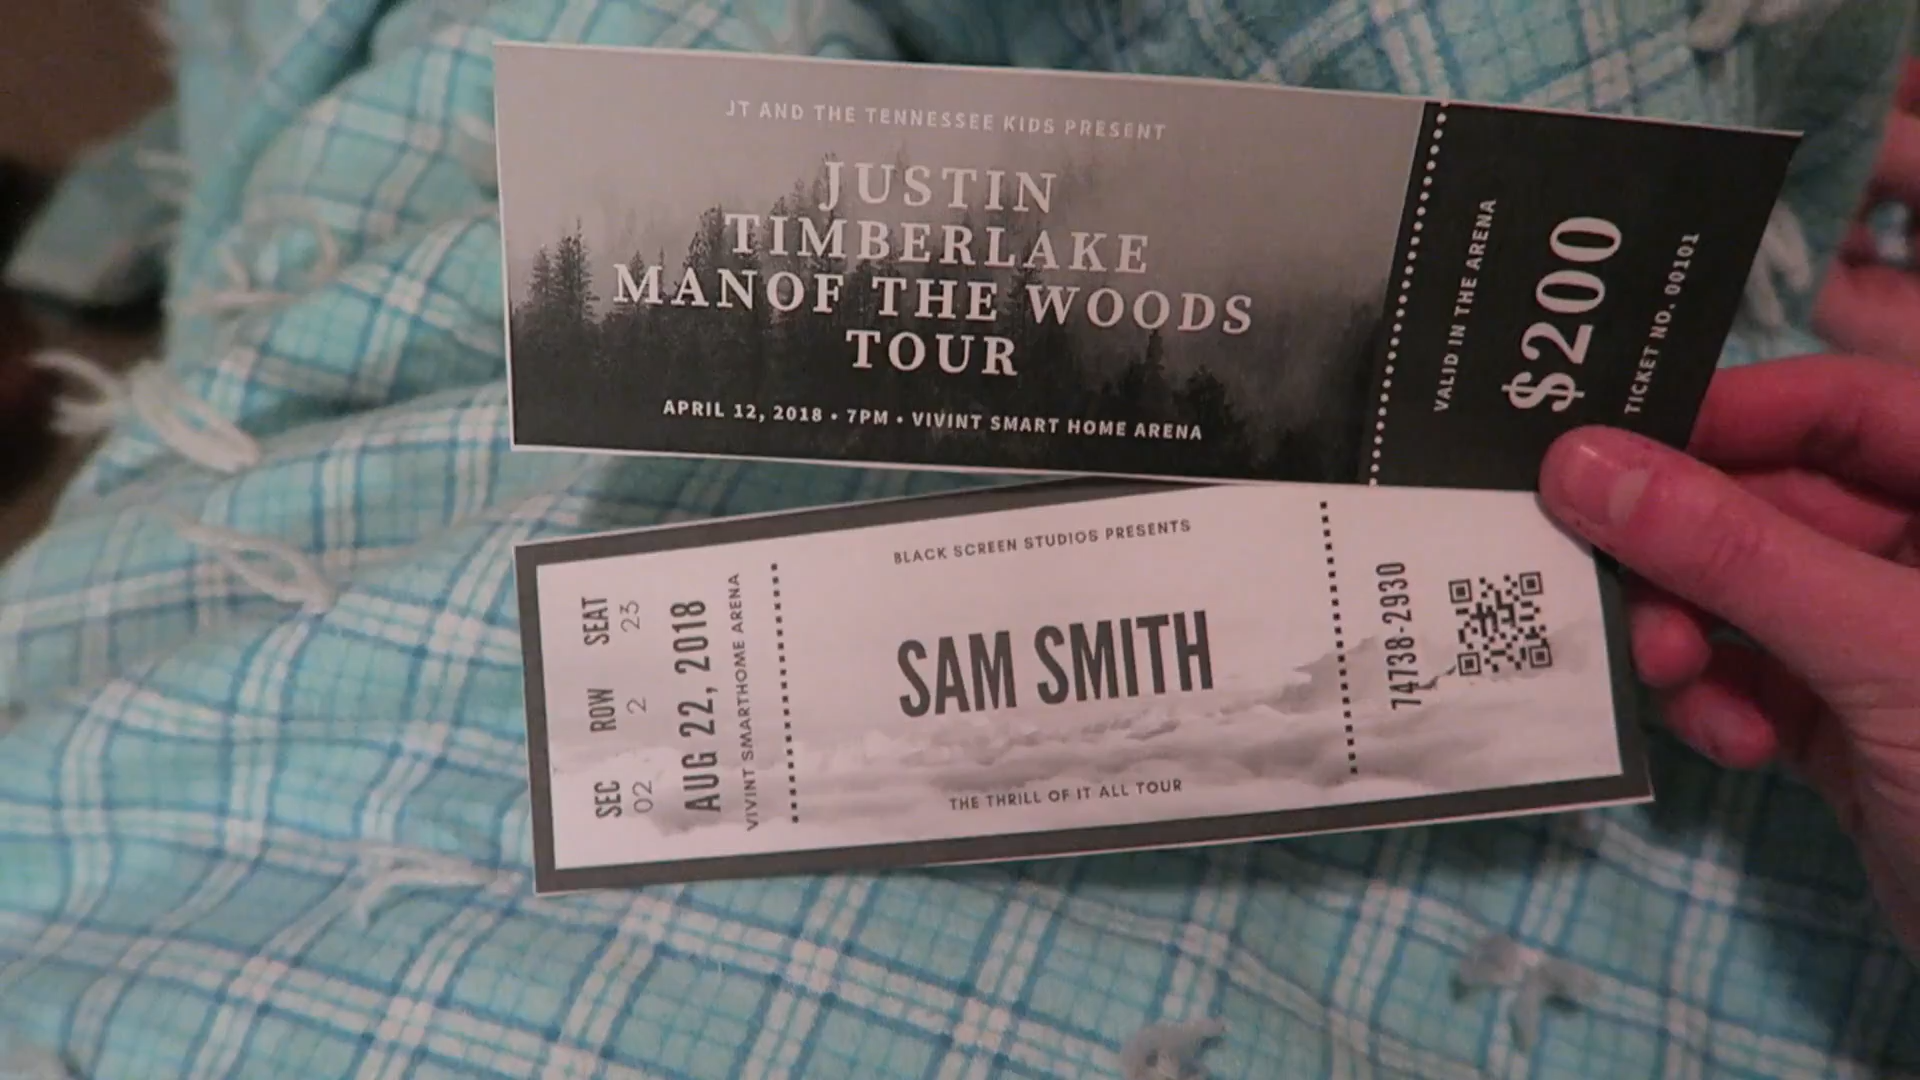 JT AND THE TENNESSEE KIDS PRESENT
JUSTIN
TIMBERLAKE
MANOF THE WOODS
TOUR
APRIL 12, 2018 • 7PM • VIVINT SMART HOME ARENA
VALID IN THE ARENA
$200
TICKET NO. 00101
SEC ROW SEAT
02 2 23
AUG 22, 2018
VIVINT SMARTHOME ARENA
BLACK SCREEN STUDIOS PRESENTS
SAM SMITH
THE THRILL OF IT ALL TOUR
74738-2930